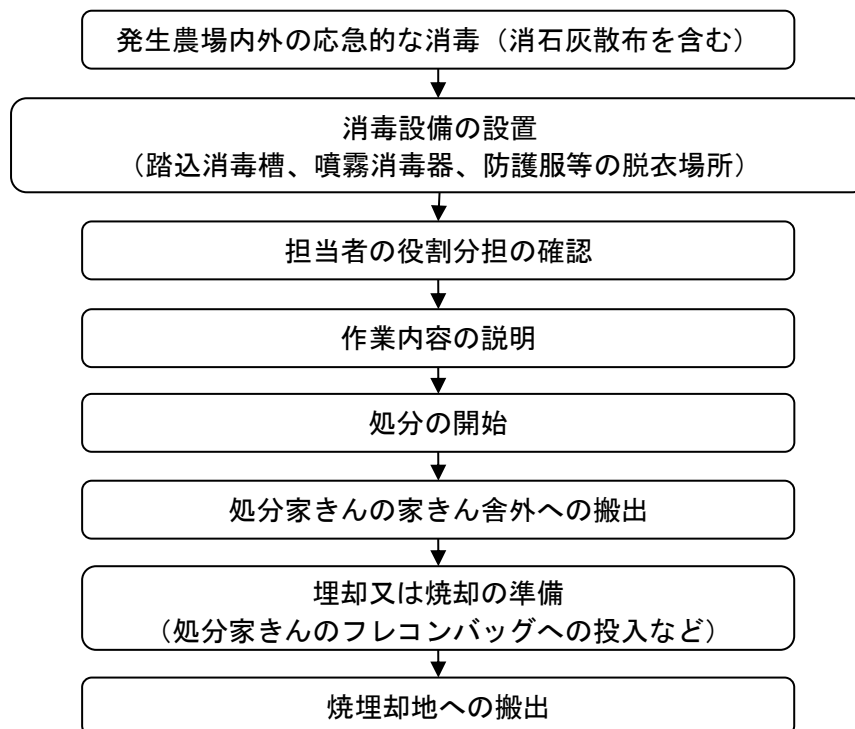 発生農場内外の応急的な消毒（消石灰散布を含む）
消毒設備の設置
（踏込消毒槽、噴霧消毒器、防護服等の脱衣場所）
担当者の役割分担の確認
作業内容の説明
処分の開始
処分家きんの家きん舎外への搬出
埋却又は焼却の準備
（処分家きんのフレコンバッグへの投入など）
焼埋却地への搬出